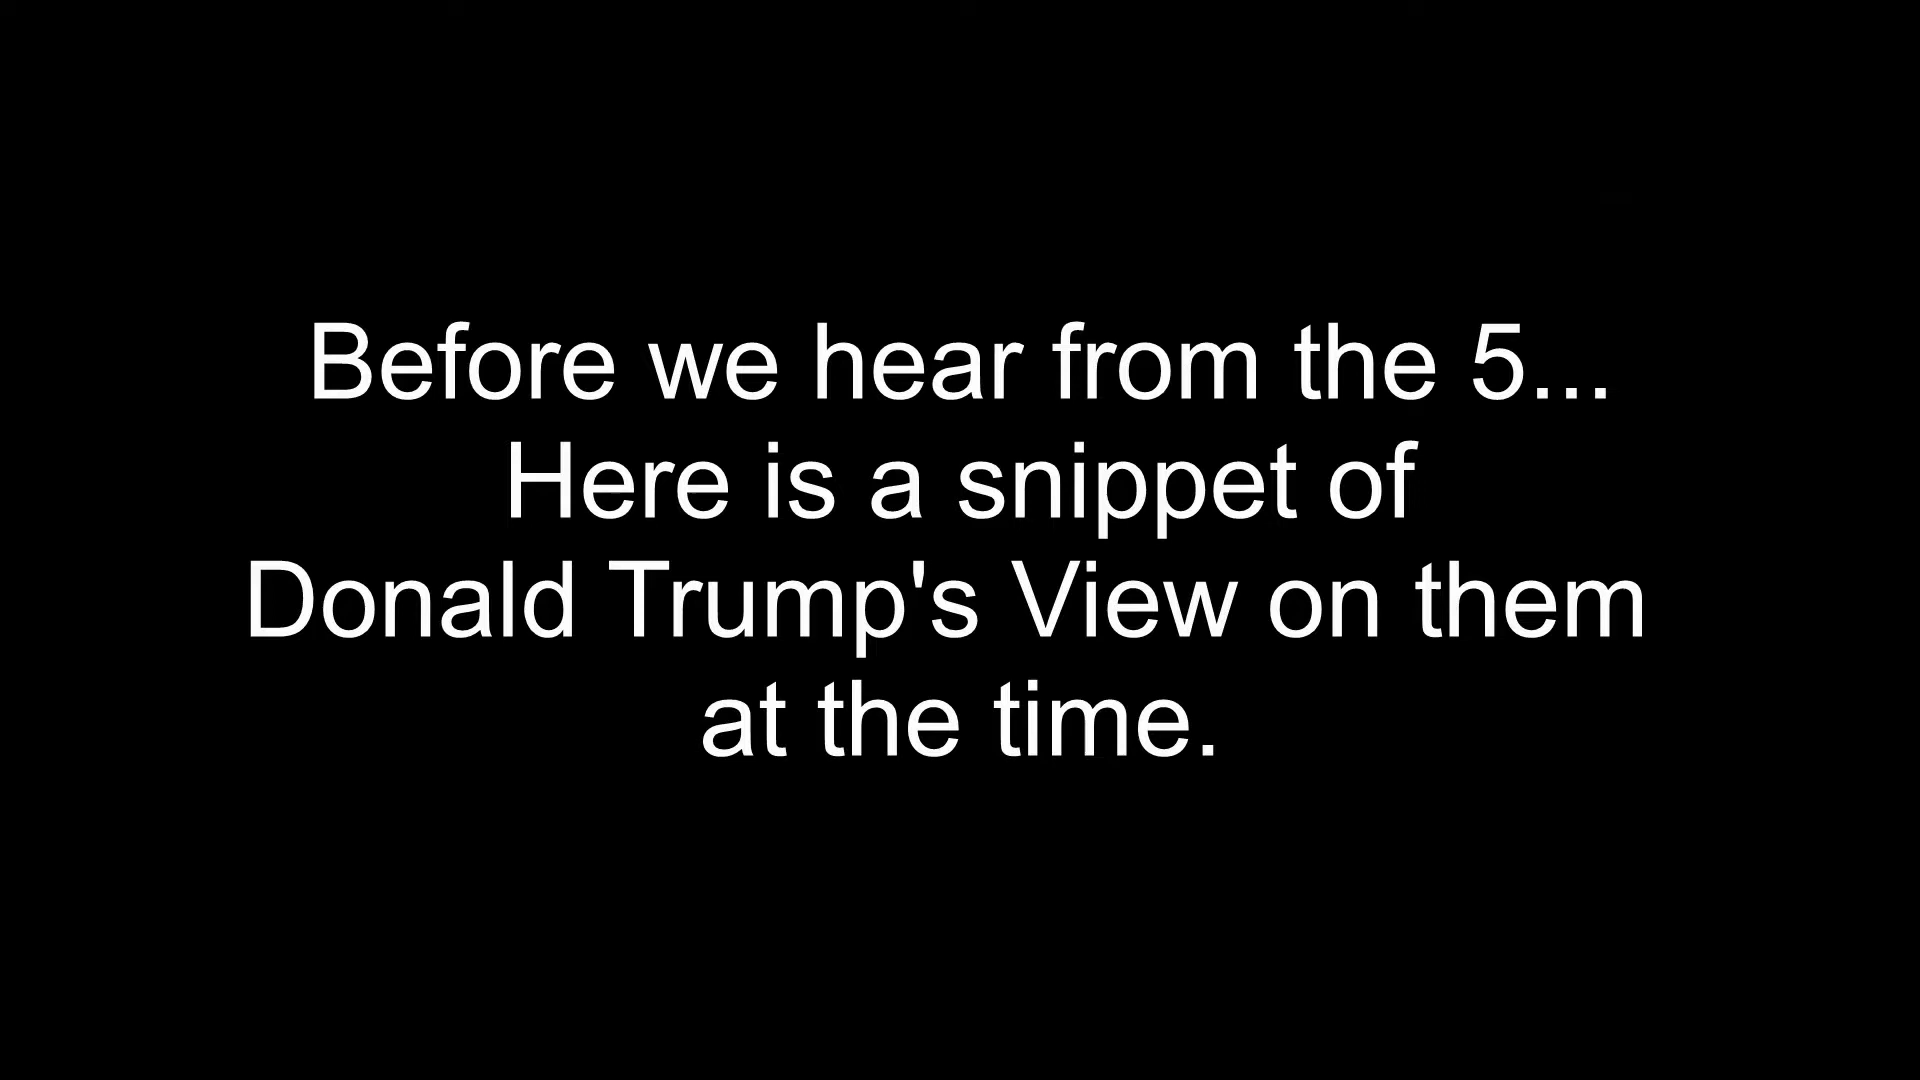 Before we hear from the 5...
Here is a snippet of
Donald Trump's View on them
at the time.